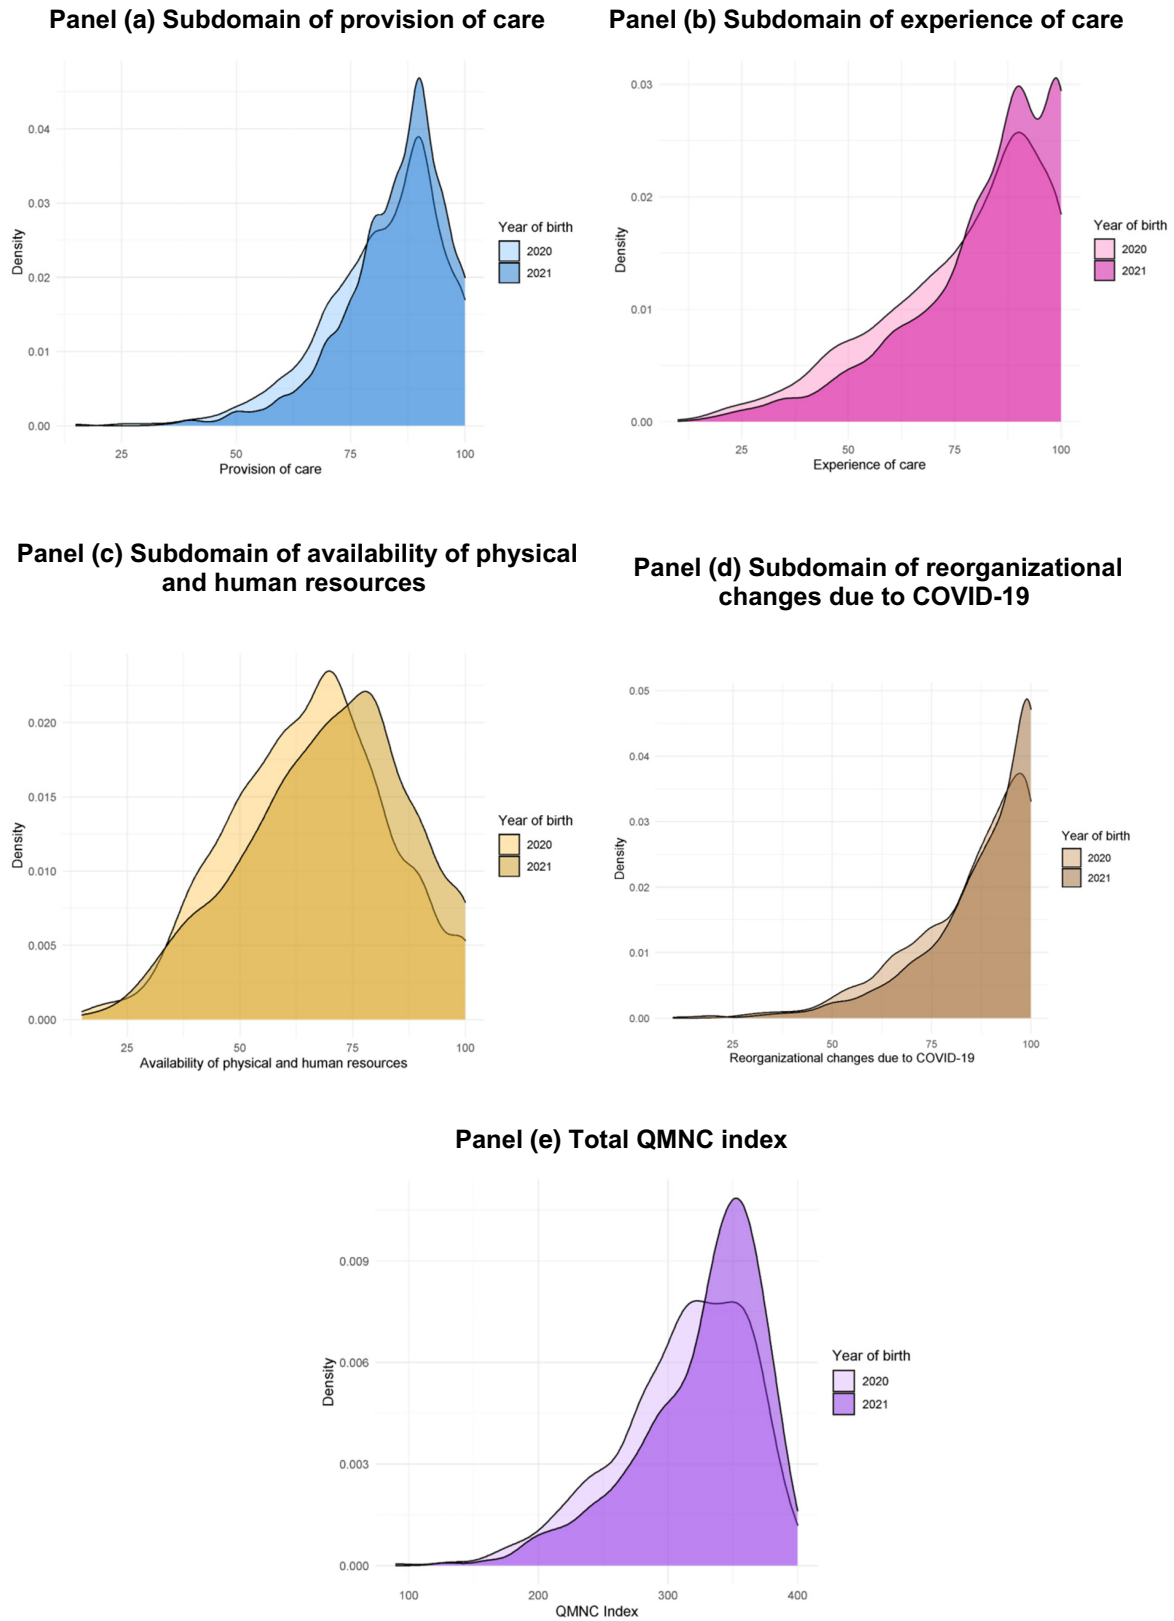 Panel (a) Subdomain of provision of care
Density
0.04
0.03
0.02
0.01
0.00
25
50
75
100
Provision of care
Year of birth
2020
2021
Panel (b) Subdomain of experience of care
Density
0.03
0.02
0.01
0.00
25
50
75
100
Experience of care
Year of birth
2020
2021
Panel (c) Subdomain of availability of physical
and human resources
Density
0.020
0.015
0.010
0.005
0.000
25
50
75
100
Availability of physical and human resources
Year of birth
2020
2021
Panel (d) Subdomain of reorganizational
changes due to COVID-19
Density
0.05
0.04
0.03
0.02
0.01
0.00
25
50
75
100
Reorganizational changes due to COVID-19
Year of birth
2020
2021
Panel (e) Total QMNC index
Density
0.009
0.006
0.003
0.000
100
200
300
400
QMNC Index
Year of birth
2020
2021